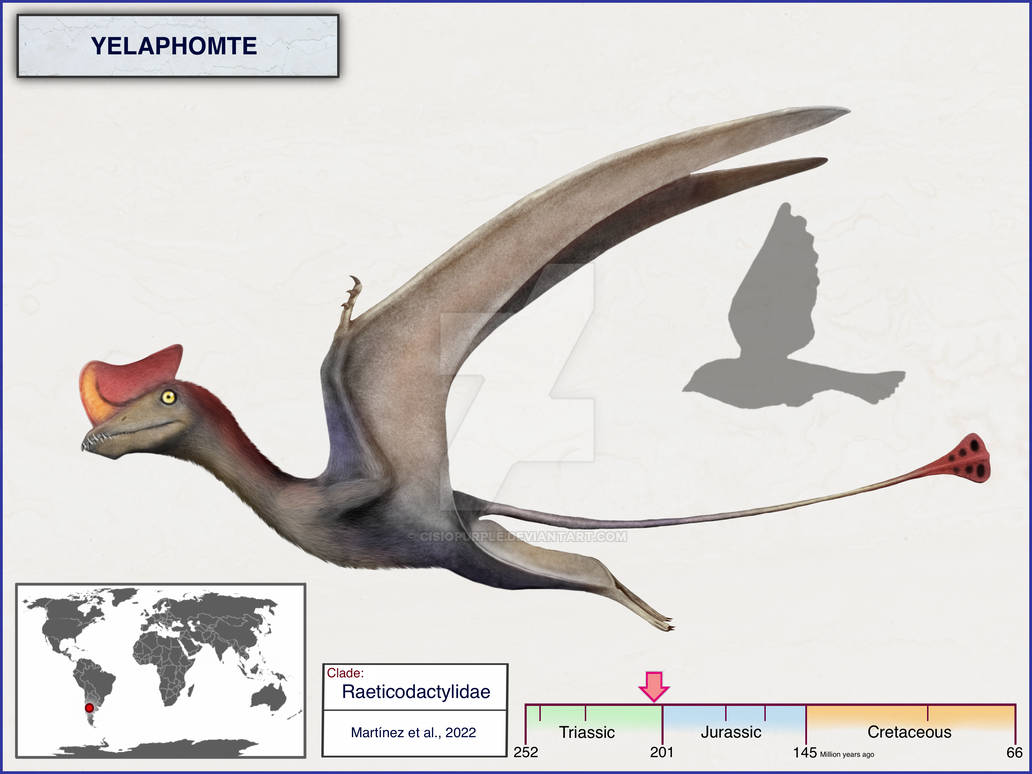 YELAPHOMTE
© CISIOPURPLE.DEVIANTART.COM
Clade:
Raeticodactylidae
Martínez et al., 2022
Triassic
Jurassic
Cretaceous
252
201
145 Million years ago
66